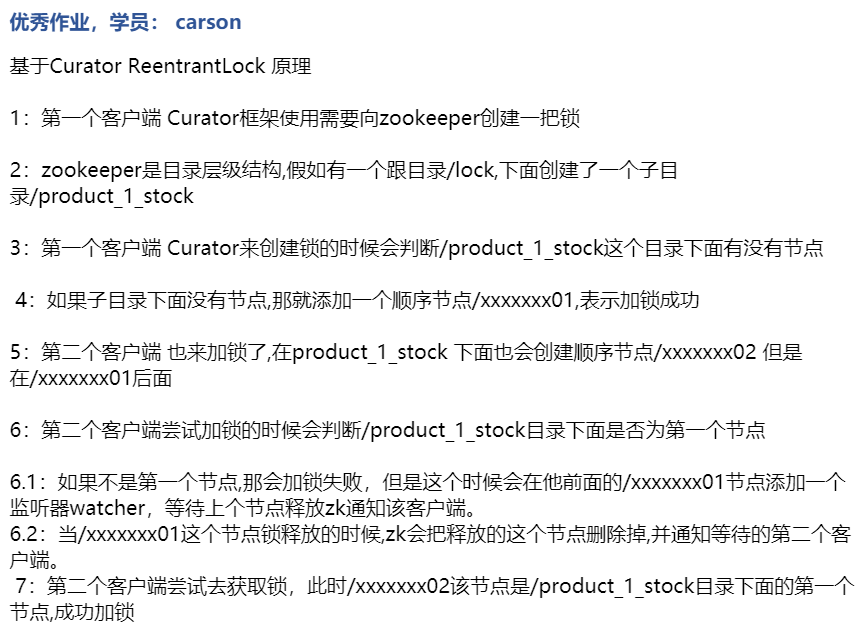 优秀作业，学员： carson
基于Curator ReentrantLock 原理
1：第一个客户端 Curator框架使用需要向zookeeper创建一把锁
2：zookeeper是目录层级结构,假如有一个跟目录/lock,下面创建了一个子目
录/product_1_stock
3：第一个客户端 Curator来创建锁的时候会判断/product_1_stock这个目录下面有没有节点
4：如果子目录下面没有节点,那就添加一个顺序节点/xxxxxxx01,表示加锁成功
5：第二个客户端 也来加锁了,在product_1_stock 下面也会创建顺序节点/xxxxxxx02 但是
在/xxxxxxx01后面
6：第二个客户端尝试加锁的时候会判断/product_1_stock目录下面是否为第一个节点
6.1：如果不是第一个节点,那会加锁失败，但是这个时候会在他前面的/xxxxxxx01节点添加一个
监听器watcher，等待上个节点释放zk通知该客户端。
6.2：当/xxxxxxx01这个节点锁释放的时候,zk会把释放的这个节点删除掉,并通知等待的第二个客
户端。
7：第二个客户端尝试去获取锁，此时/xxxxxxx02该节点是/product_1_stock目录下面的第一个
节点,成功加锁